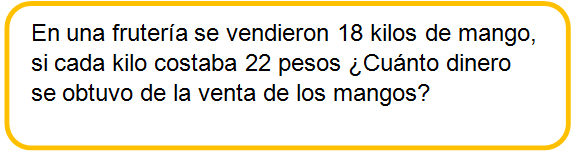 En una frutería se vendieron 18 kilos de mango,
si cada kilo costaba 22 pesos ¿Cuánto dinero
se obtuvo de la venta de los mangos?